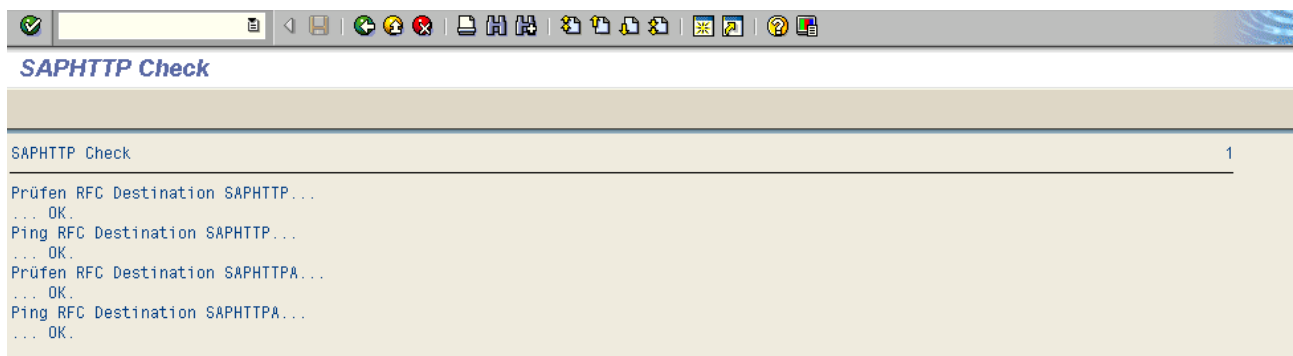 SAPHTTP Check
SAPHTTP Check 1
Prüfen RFC Destination SAPHTTP...
... OK.
Ping RFC Destination SAPHTTP...
... OK.
Prüfen RFC Destination SAPHTTPA...
... OK.
Ping RFC Destination SAPHTTPA...
... OK.